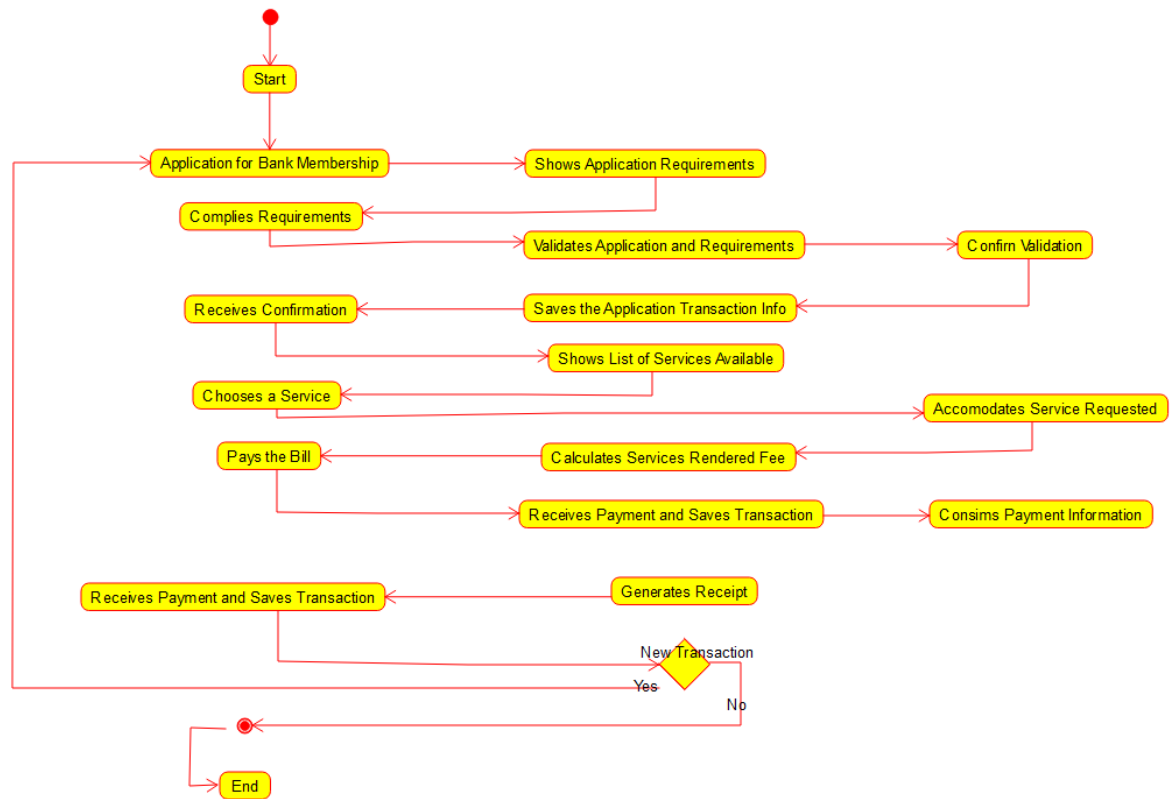 Start
Application for Bank Membership
Shows Application Requirements
Complies Requirements
Validates Application and Requirements
Confirn Validation
Receives Confirmation
Saves the Application Transaction Info
Shows List of Services Available
Chooses a Service
Accomodates Service Requested
Pays the Bill
Calculates Services Rendered Fee
Receives Payment and Saves Transaction
Consims Payment Information
Receives Payment and Saves Transaction
Generates Receipt
New Transaction
Yes
No
End